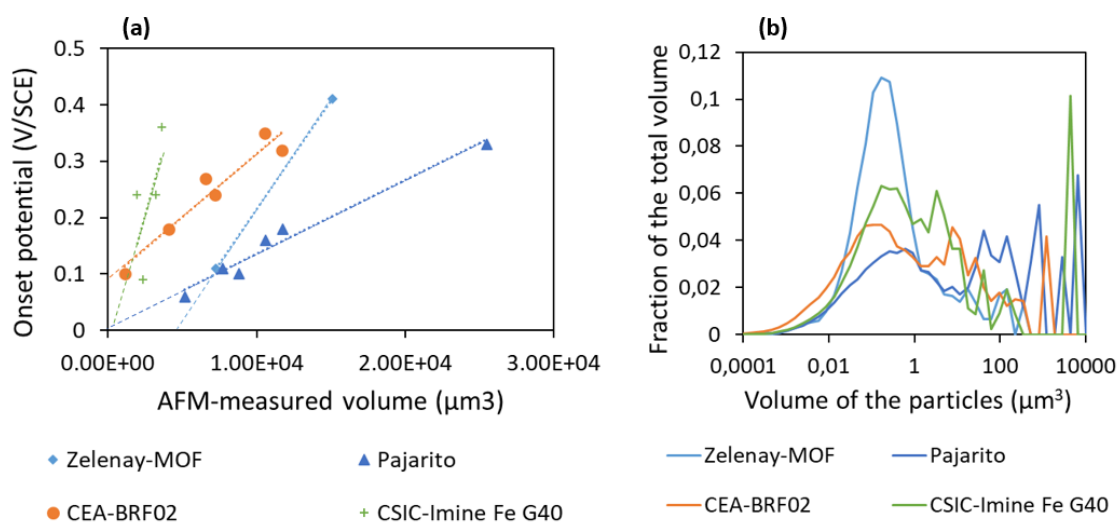 (a)
Onset potential (V/SCE)
0.5
0.4
0.3
0.2
0.1
0
0.00E+00
1.00E+04
2.00E+04
3.00E+04
AFM-measured volume (µm3)
Zelenay-MOF
Pajarito
CEA-BRF02
CSIC-Imine Fe G40
(b)
Fraction of the total volume
0,12
0,1
0,08
0,06
0,04
0,02
0
0,0001
0,01
1
100
10000
Volume of the particles (µm³)
Zelenay-MOF
Pajarito
CEA-BRF02
CSIC-Imine Fe G40